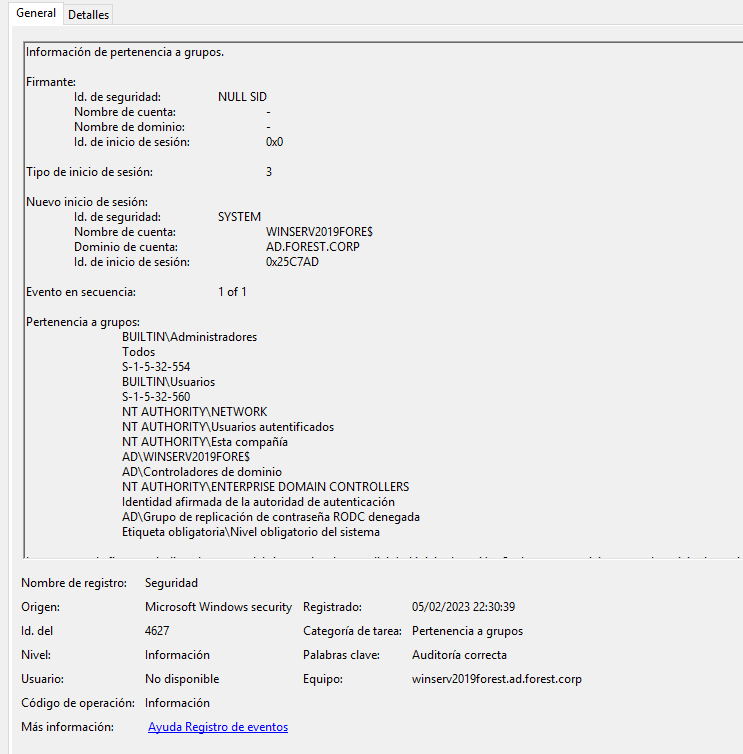 General
Detalles
Información de pertenencia a grupos.
Firmante:
Id. de seguridad: NULL SID
Nombre de cuenta: -
Nombre de dominio: -
Id. de inicio de sesión: 0x0
Tipo de inicio de sesión: 3
Nuevo inicio de sesión:
Id. de seguridad: SYSTEM
Nombre de cuenta: WINSERV2019FORE$
Dominio de cuenta: AD.FOREST.CORP
Id. de inicio de sesión: 0x25C7AD
Evento en secuencia: 1 of 1
Pertenencia a grupos:
BUILTIN\Administradores
Todos
S-1-5-32-554
BUILTIN\Usuarios
S-1-5-32-560
NT AUTHORITY\NETWORK
NT AUTHORITY\Usuarios autentificados
NT AUTHORITY\Esta compañía
AD\WINSERV2019FORE$
AD\Controladores de dominio
NT AUTHORITY\ENTERPRISE DOMAIN CONTROLLERS
Identidad afirmada de la autoridad de autenticación
AD\Grupo de replicación de contraseña RODC denegada
Etiqueta obligatoria\Nivel obligatorio del sistema
Nombre de registro: Seguridad
Origen: Microsoft Windows security Registrado: 05/02/2023 22:30:39
Id. del 4627 Categoría de tarea: Pertenencia a grupos
Nivel: Información Palabras clave: Auditoría correcta
Usuario: No disponible Equipo: winserv2019forest.ad.forest.corp
Código de operación: Información
Más información: Ayuda Registro de eventos